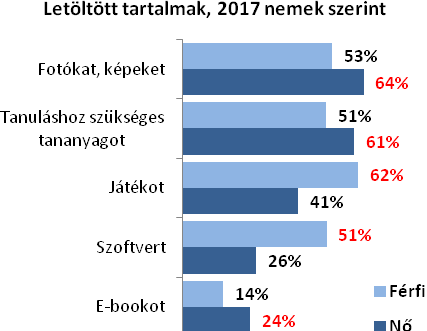 Letöltött tartalmak, 2017 nemek szerint
Fotókat, képeket
53%
64%
Tanuláshoz szükséges
tananyagot
51%
61%
Játékot
62%
41%
Szoftvert
51%
26%
E-bookot
14%
24%
Férfi
Nő